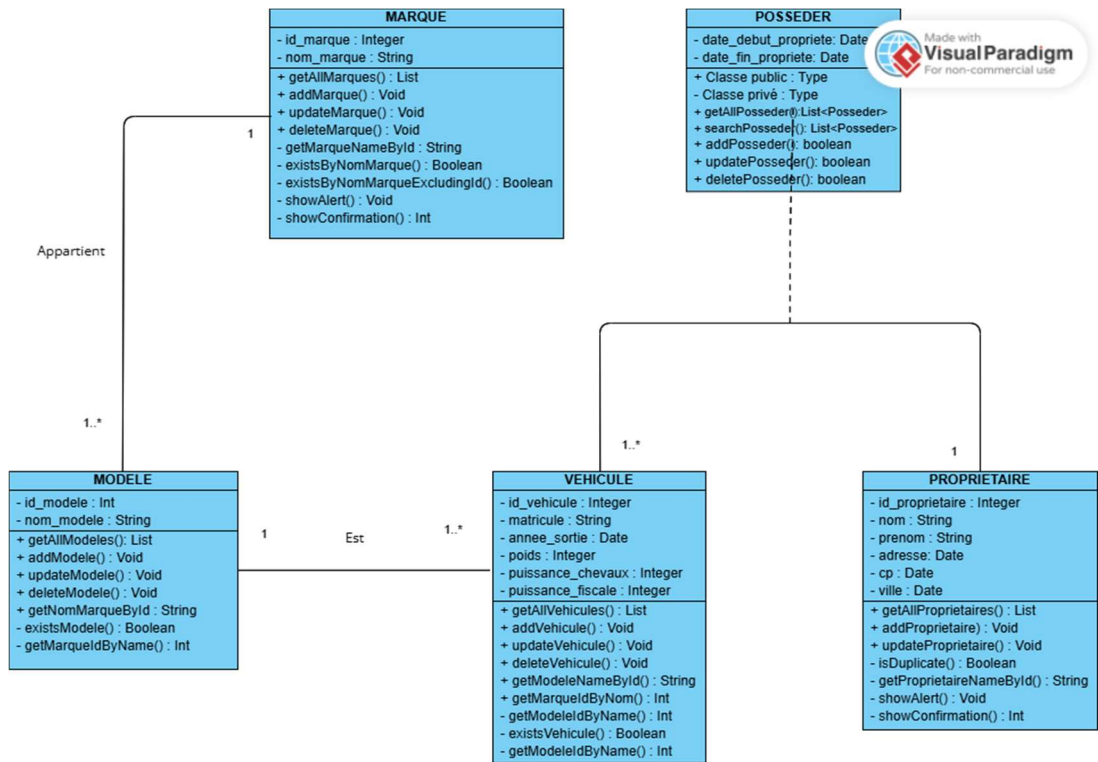 MARQUE
- id_marque : Integer
- nom_marque : String
+ getAllMarques() : List
+ addMarque() : Void
+ updateMarque() : Void
+ deleteMarque() : Void
- getMarqueNameById() : String
- existsByNomMarque() : Boolean
- existsByNomMarqueExcludingId() : Boolean
- showAlert() : Void
- showConfirmation() : Int
POSSEDER
- date_debut_propriete: Date
- date_fin_propriete: Date
+ Classe public : Type
- Classe privé : Type
+ getAllPosseder():List<Posseder>
+ searchPosseder(): List<Posseder>
+ addPosseder(): boolean
+ updatePosseder(): boolean
+ deletePosseder(): boolean
Made with
Visual Paradigm
For non-commercial use
1
Appartient
1..*
1..*
1
MODELE
- id_modele : Int
- nom_modele : String
+ getAllModeles(): List
+ addModele() : Void
+ updateModele() : Void
+ deleteModele() : Void
+ getNomMarqueById : String
- existsModele() : Boolean
- getMarqueIdByName() : Int
1
Est
1..*
VEHICULE
- id_vehicule : Integer
- matricule : String
- annee_sortie : Date
- poids : Integer
- puissance_chevaux : Integer
- puissance_fiscale : Integer
+ getAllVehicules() : List
+ addVehicule() : Void
+ updateVehicule() : Void
+ deleteVehicule() : Void
+ getModeleNameById() : String
+ getMarqueIdByNom() : Int
- getModeleIdByName() : Int
- existsVehicule() : Boolean
- getModeleIdByName() : Int
PROPRIETAIRE
- id_proprietaire : Integer
- nom : String
- prenom : String
- adresse: Date
- cp : Date
- ville : Date
+ getAllProprietaires() : List
+ addProprietaire) : Void
+ updateProprietaire() : Void
- isDuplicate() : Boolean
- getProprietaireNameById() : String
- showAlert() : Void
- showConfirmation() : Int